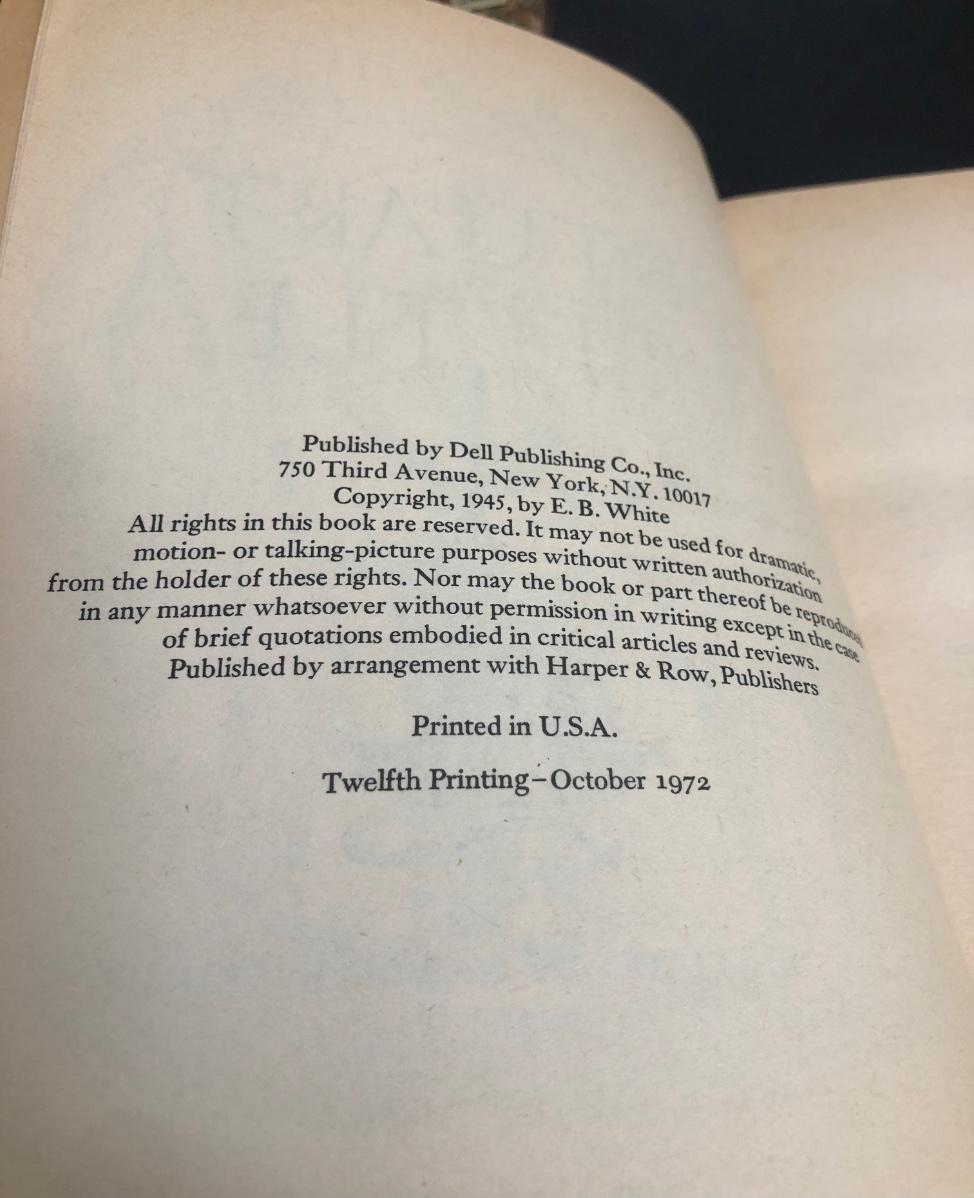 Published by Dell Publishing Co., Inc.
750 Third Avenue, New York, N.Y. 10017
Copyright, 1945, by E. B. White
All rights in this book are reserved. It may not be used for dramatic,
motion- or talking-picture purposes without written authorization
from the holder of these rights. Nor may the book or part thereof be
in any manner whatsoever without permission in writing except in the case
of brief quotations embodied in critical articles and reviews.
Published by arrangement with Harper & Row, Publishers
Printed in U.S.A.
Twelfth Printing–October 1972